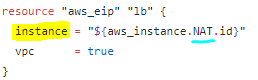 resource "aws_eip" "lb" {
instance = "${aws_instance.NAT.id}"
vpc      = true
}